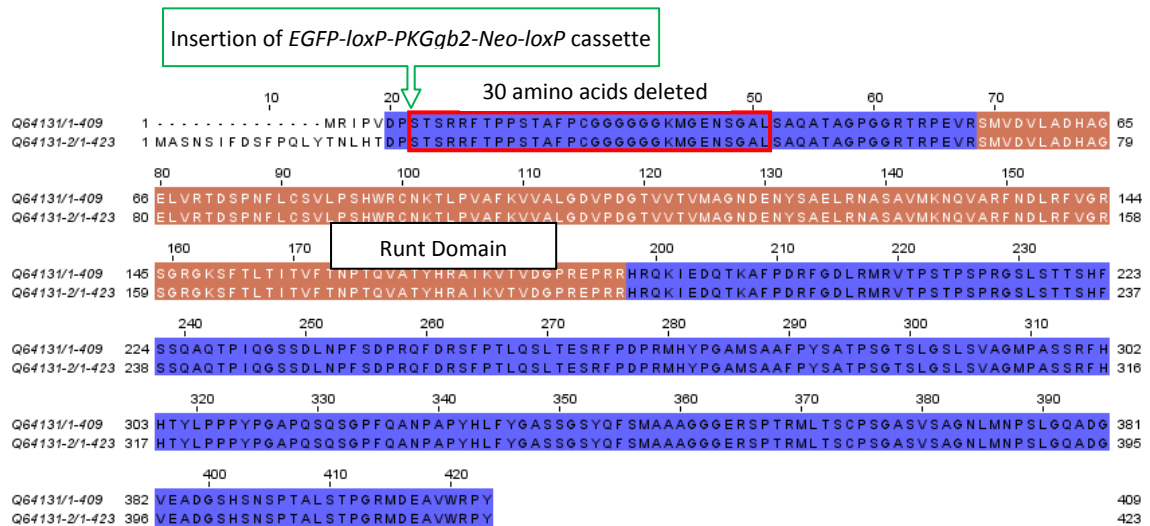 Insertion of EGFP-loxP-PKGgb2-Neo-loxP cassette
30 amino acids deleted
10 20 50 60 70
Q64131/1-409 1 --------------MRIPVDPSTSRRFTPPSTAFPCGGGGGGKMGENSGALSAQATAGPGGRTRPEVRSMVDVLADHAG 65
Q64131-2/1-423 1 MASNSIFDSFPQLYTNLHTDPSTSRRFTPPSTAFPCGGGGGGKMGENSGALSAQATAGPGGRTRPEVRSMVDVLADHAG 79
80 90 100 110 120 130 140 150
Q64131/1-409 66 ELVRTDSPNFLCSVLPSHWRCNKTLPVAFKVVALGDVPDGTVVTVMAGNDENYSAELRNASAVMKNQVARFNDLRFVGR 144
Q64131-2/1-423 80 ELVRTDSPNFLCSVLPSHWRCNKTLPVAFKVVALGDVPDGTVVTVMAGNDENYSAELRNASAVMKNQVARFNDLRFVGR 158
160 170 200 210 220 230
Runt Domain
Q64131/1-409 145 SGRGKSFTLTITVFTNPTQVATYHRAIKVTVDGPREPRRHRQKIEDQTKAFPDRFGDLRMRVTPSTPSPRGSLSTTSHF 223
Q64131-2/1-423 159 SGRGKSFTLTITVFTNPTQVATYHRAIKVTVDGPREPRRHRQKIEDQTKAFPDRFGDLRMRVTPSTPSPRGSLSTTSHF 237
240 250 260 270 280 290 300 310
Q64131/1-409 224 SSQAQTPIQGSSDLNPFSDPRQFDRSFPTLQSLTESRFPDPRMHYPGAMSAAFPYSATPSGTSLGSLSVAGMPASSRFH 302
Q64131-2/1-423 238 SSQAQTPIQGSSDLNPFSDPRQFDRSFPTLQSLTESRFPDPRMHYPGAMSAAFPYSATPSGTSLGSLSVAGMPASSRFH 316
320 330 340 350 360 370 380 390
Q64131/1-409 303 HTYLPPPYPGAPQSQSGPFQANPAPYHLFYGASSGSYQFSMAAAGGGERSPTRMLTSCPSGASVSAGNLMNPSLGQADG 381
Q64131-2/1-423 317 HTYLPPPYPGAPQSQSGPFQANPAPYHLFYGASSGSYQFSMAAAGGGERSPTRMLTSCPSGASVSAGNLMNPSLGQADG 395
400 410 420
Q64131/1-409 382 VEADGSHSNSPTALSTPGRMDEAVWRPY 409
Q64131-2/1-423 396 VEADGSHSNSPTALSTPGRMDEAVWRPY 423